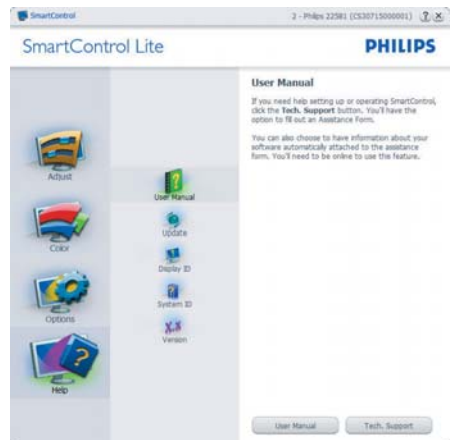 SmartControl
2 - Philips 225B1 (CS30715000001)
SmartControl Lite
PHILIPS
Adjust
Color
Options
Help
User Manual
Update
Display ID
System ID
Version
User Manual
If you need help setting up or operating SmartControl,
click the Tech. Support button. You'll have the
option to fill out an Assistance Form.
You can also choose to have information about your
software automatically attached to the assistance
form. You'll need to be online to use the feature.
User Manual
Tech. Support